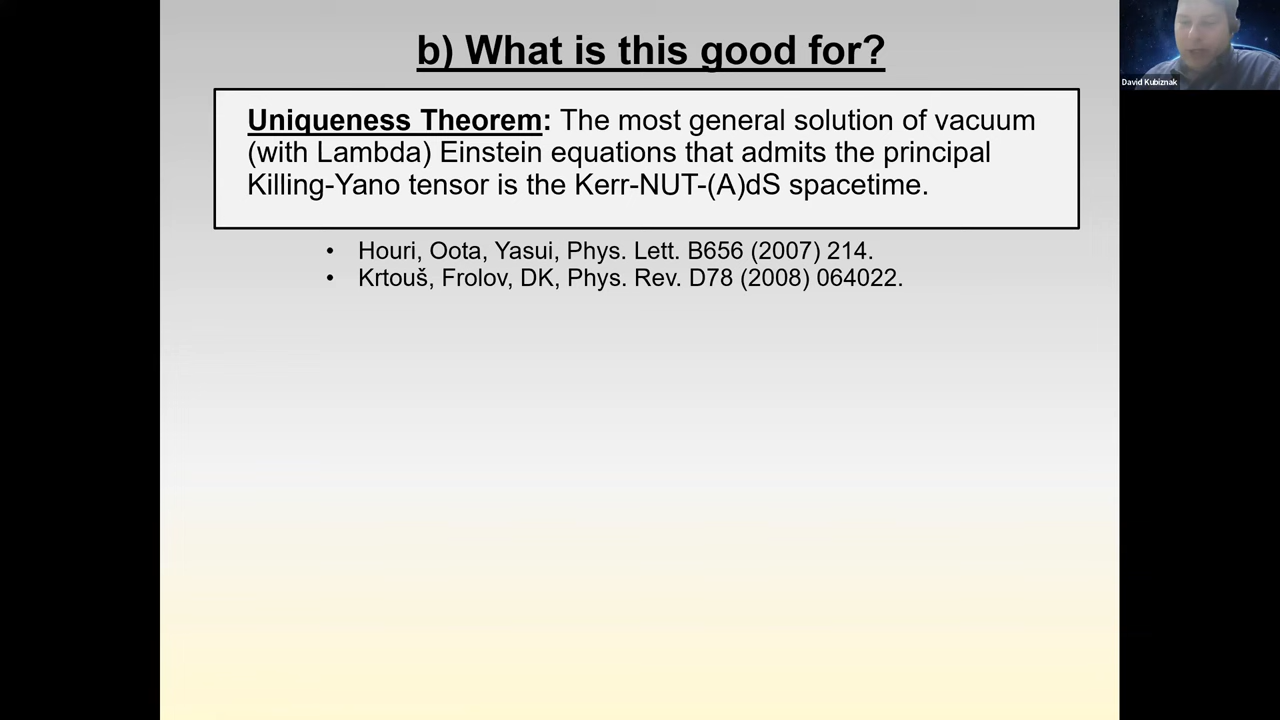 b) What is this good for?
David Kubiznak
Uniqueness Theorem: The most general solution of vacuum
(with Lambda) Einstein equations that admits the principal
Killing-Yano tensor is the Kerr-NUT-(A)dS spacetime.
• Houri, Oota, Yasui, Phys. Lett. B656 (2007) 214.
• Krtouš, Frolov, DK, Phys. Rev. D78 (2008) 064022.